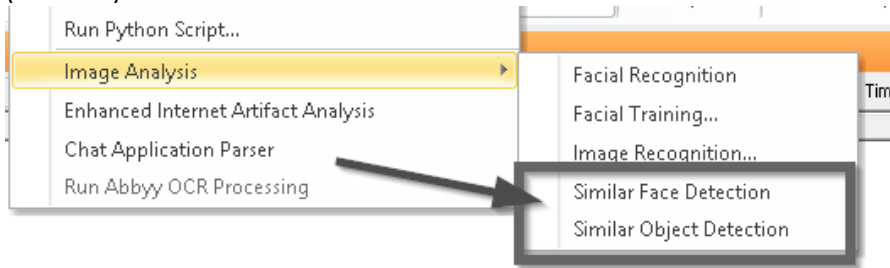 Run Python Script...
Image Analysis
Enhanced Internet Artifact Analysis
Chat Application Parser
Run Abbyy OCR Processing
Facial Recognition
Facial Training...
Image Recognition...
Similar Face Detection
Similar Object Detection
Tim